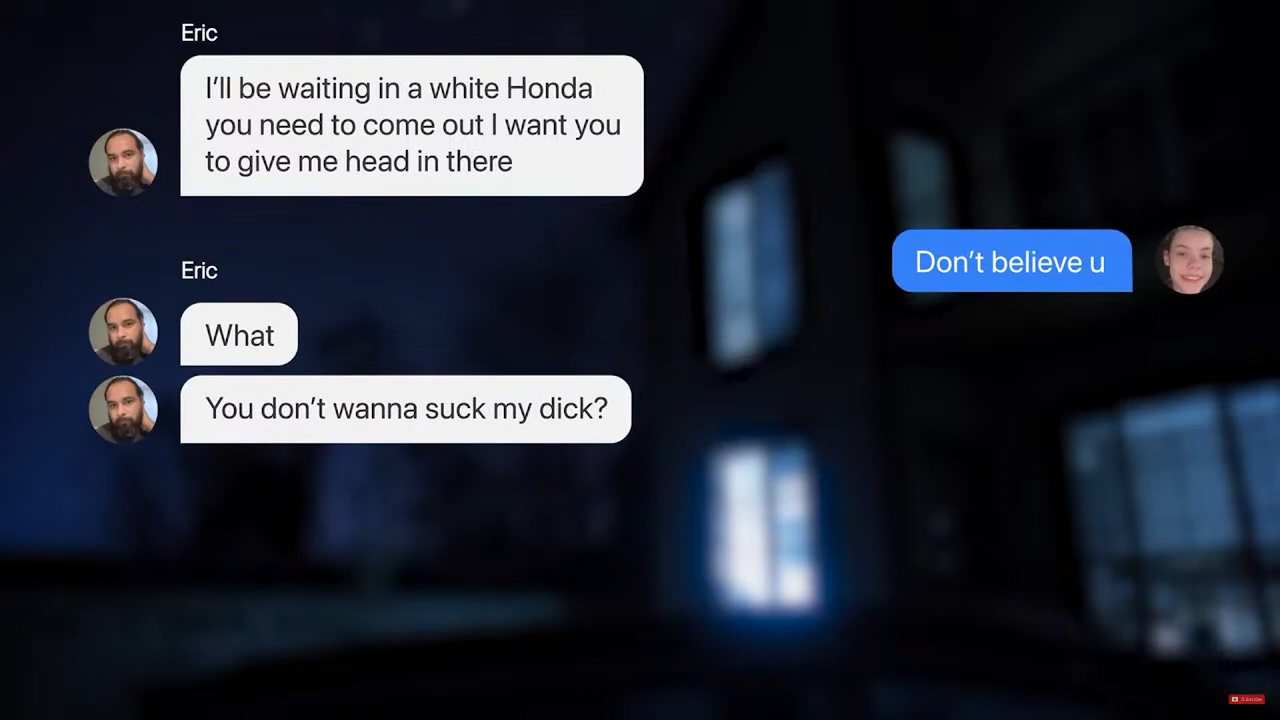 Eric
I'll be waiting in a white Honda
you need to come out I want you
to give me head in there
Don't believe u
Eric
What
You don't wanna suck my dick?